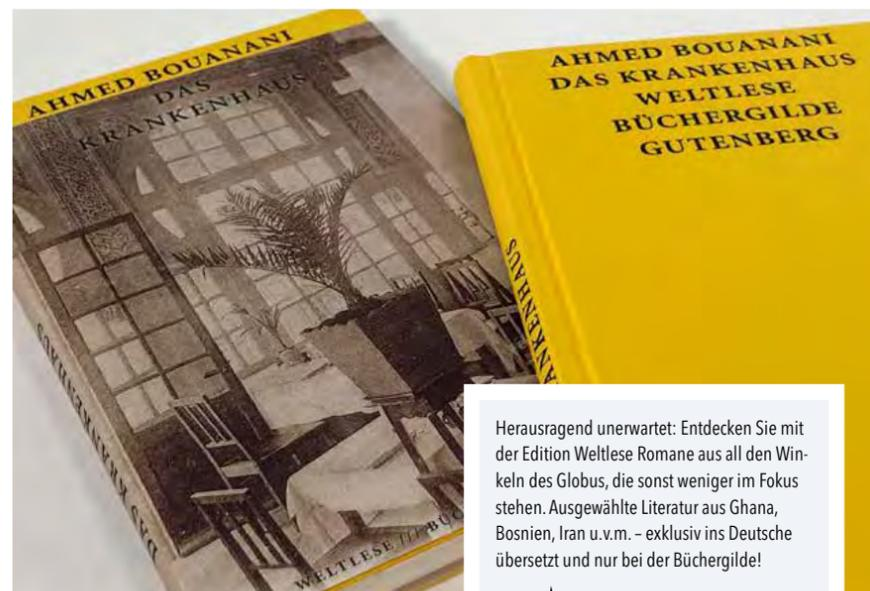 AHMED BOUANANI
DAS
KRANKENHAUS
DAS KRANKENHAUS
WELTLESE /// BÜC
AHMED BOUANANI
DAS KRANKENHAUS
WELTLESE
BÜCHERGILDE
GUTENBERG
ANKENHAUS
Herausragend unerwartet: Entdecken Sie mit
der Edition Weltlese Romane aus all den Win-
keln des Globus, die sonst weniger im Fokus
stehen. Ausgewählte Literatur aus Ghana,
Bosnien, Iran u.v.m. – exklusiv ins Deutsche
übersetzt und nur bei der Büchergilde!